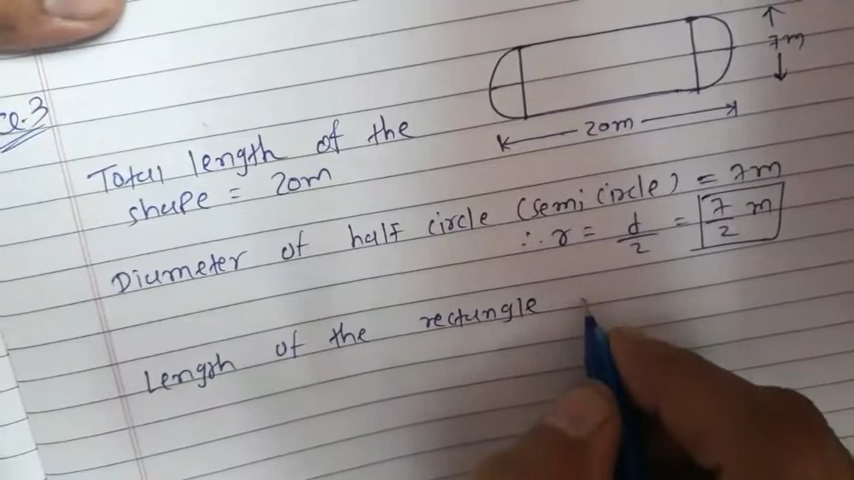 7m
20m
Q.3
Total length of the
shape = 20m
Diameter of half circle (semi circle) = 7m
∴ r = d/2 = 7/2 m
Length of the rectangle